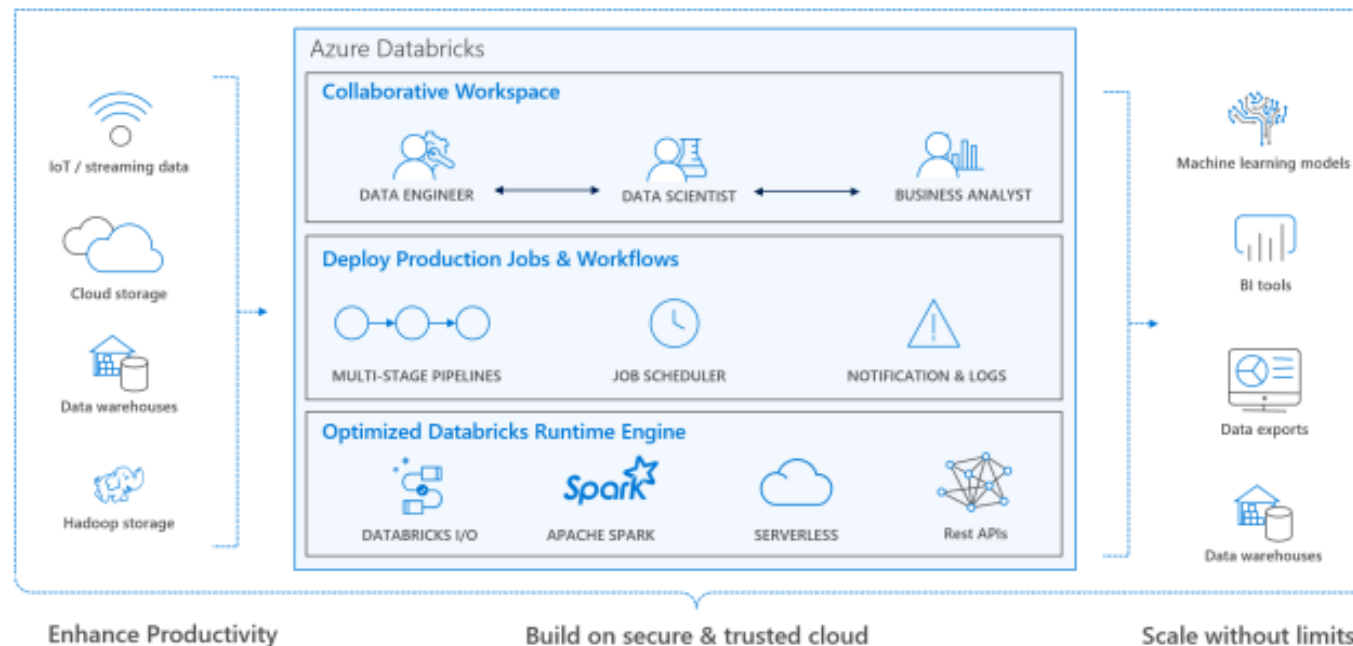 Azure Databricks
Collaborative Workspace
DATA ENGINEER
DATA SCIENTIST
BUSINESS ANALYST
Deploy Production Jobs & Workflows
MULTI-STAGE PIPELINES
JOB SCHEDULER
NOTIFICATION & LOGS
Optimized Databricks Runtime Engine
Spark
DATABRICKS I/O
APACHE SPARK
SERVERLESS
Rest APIs
IoT / streaming data
Cloud storage
Data warehouses
Hadoop storage
Machine learning models
BI tools
Data exports
Data warehouses
Enhance Productivity
Build on secure & trusted cloud
Scale without limits